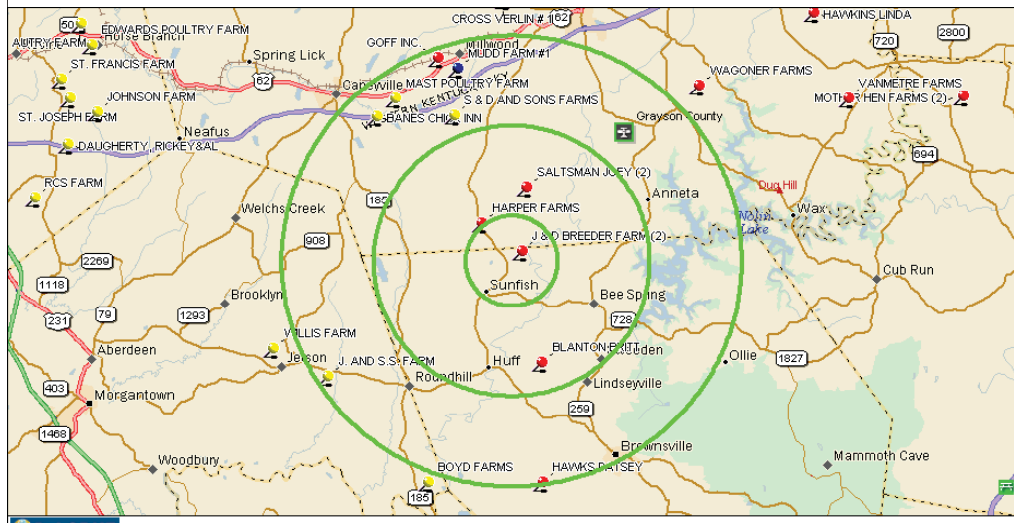 CROSS VERLIN # 1
62
HAWKINS LINDA
EDWARDS POULTRY FARM
Horse Branch
AUTRY FARM
GOFF INC.
Millwood
MUDD FARM #1
720
2800
Spring Lick
ST. FRANCIS FARM
62
Caneyville
MAST POULTRY FARM
WAGONER FARMS
VANMETRE FARMS
MOTHER HEN FARMS (2)
JOHNSON FARM
S & D AND SONS FARMS
ST. JOSEPH FARM
BANES CHIK INN
Grayson County
Neafus
DAUGHERTY, RICKEY&AL
694
RCS FARM
SALTSMAN JOEY (2)
Anneta
Dug Hill
185
HARPER FARMS
Nolin
Lake
Wax
Welchs Creek
908
J & D BREEDER FARM (2)
2269
1118
Sunfish
Cub Run
Brooklyn
Bee Spring
79
1293
728
231
WILLIS FARM
Aberdeen
Jetson
J. AND S.S. FARM
Huff
BLANTON BRITT
Ollie
1827
403
Roundhill
Lindseyville
Morgantown
259
1468
Brownsville
Woodbury
BOYD FARMS
HAWKS PATSEY
Mammoth Cave
185